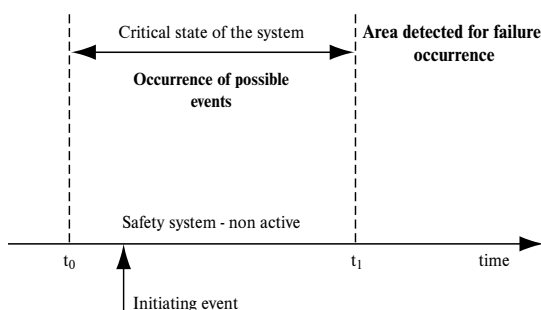 Critical state of the system
Area detected for failure
occurrence
Occurrence of possible
events
Safety system - non active
t₀
t₁
time
Initiating event